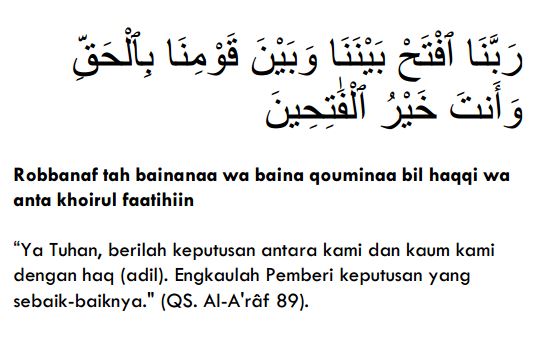 رَبَّنَا ٱفْتَحْ بَيْنَنَا وَبَيْنَ قَوْمِنَا بِٱلْحَقِّ
وَأَنتَ خَيْرُ ٱلْفَٰتِحِينَ
Robbanaf tah bainanaa wa baina qouminaa bil haqqi wa
anta khoirul faatihiin
“Ya Tuhan, berilah keputusan antara kami dan kaum kami
dengan haq (adil). Engkaulah Pemberi keputusan yang
sebaik-baiknya." (QS. Al-A'râf 89).